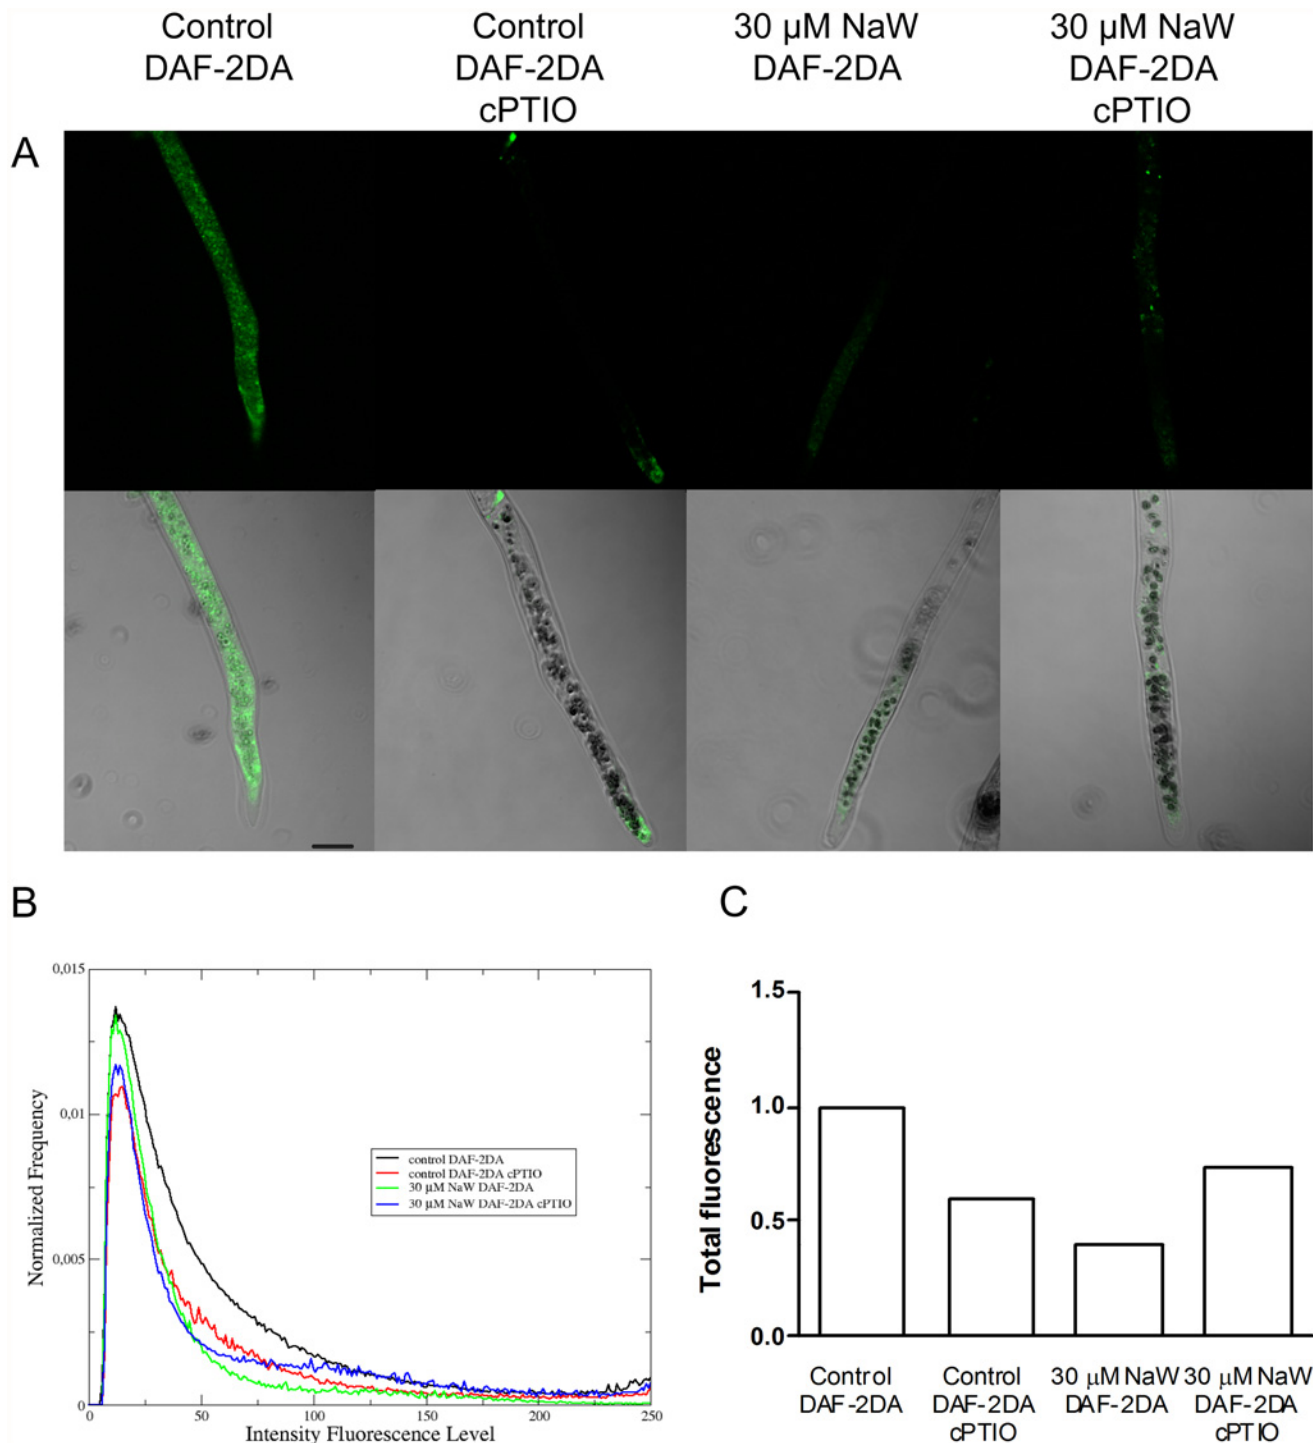 Control
DAF-2DA
Control
DAF-2DA
cPTIO
30 µM NaW
DAF-2DA
30 µM NaW
DAF-2DA
cPTIO
A
B
C
0,015
0,01
0,005
0
0
50
100
150
200
250
Normalized Frequency
Intensity Fluorescence Level
control DAF-2DA
control DAF-2DA cPTIO
30 µM NaW DAF-2DA
30 µM NaW DAF-2DA cPTIO
Total fluorescence
1.5
1.0
0.5
0.0
Control
DAF-2DA
Control
DAF-2DA
cPTIO
30 µM NaW
DAF-2DA
30 µM NaW
DAF-2DA
cPTIO